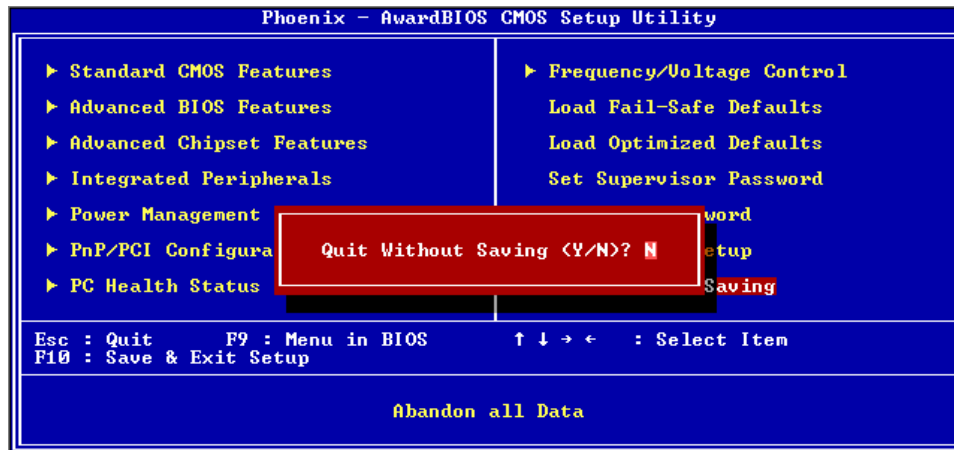 Phoenix - AwardBIOS CMOS Setup Utility
▶ Standard CMOS Features
▶ Advanced BIOS Features
▶ Advanced Chipset Features
▶ Integrated Peripherals
▶ Power Management
▶ PnP/PCI Configura
▶ PC Health Status
▶ Frequency/Voltage Control
Load Fail-Safe Defaults
Load Optimized Defaults
Set Supervisor Password
word
etup
Saving
Quit Without Saving (Y/N)? N
Esc : Quit F9 : Menu in BIOS ↑ ↓ → ← : Select Item
F10 : Save & Exit Setup
Abandon all Data